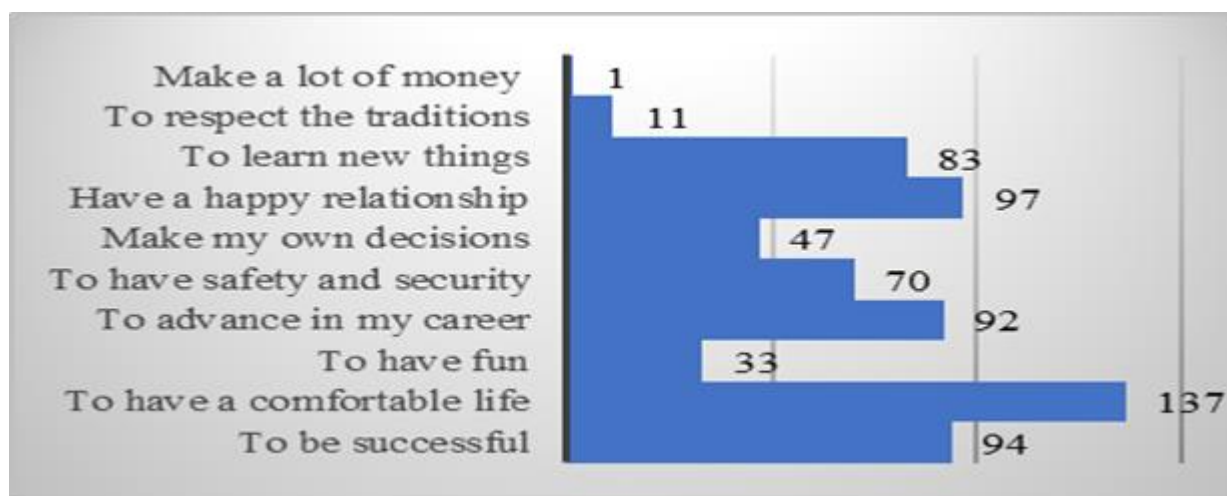 Make a lot of money 1
To respect the traditions 11
To learn new things 83
Have a happy relationship 97
Make my own decisions 47
To have safety and security 70
To advance in my career 92
To have fun 33
To have a comfortable life 137
To be successful 94